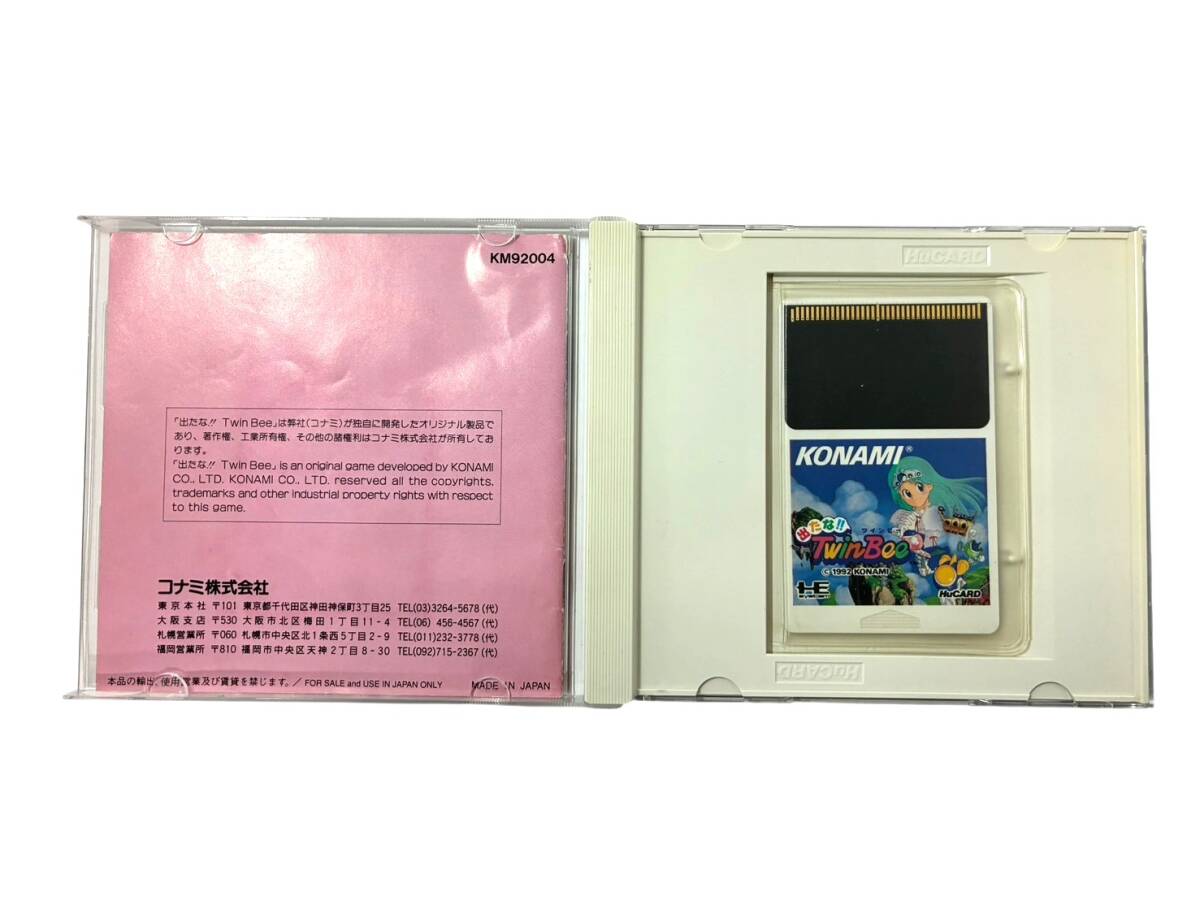 KM92004
「出たな!! Twin Bee」は弊社(コナミ)が独自に開発したオリジナル製品で
あり、著作権、工業所有権、その他の諸権利はコナミ株式会社が所有してお
ります。
「出たな!! Twin Bee」 is an original game developed by KONAMI
CO., LTD. KONAMI CO., LTD. reserved all the copyrights,
trademarks and other industrial property rights with respect
to this game.
コナミ株式会社
東京本社 〒101 東京都千代田区神田神保町3丁目25 TEL(03)3264-5678(代)
大阪支店 〒530 大阪市北区梅田1丁目11-4 TEL(06) 456-4567(代)
札幌営業所 〒060 札幌市中央区北1条西5丁目2-9 TEL(011)232-3778(代)
福岡営業所 〒810 福岡市中央区天神2丁目8-30 TEL(092)715-2367(代)
本品の輸出、使用営業及び賃貸を禁じます。/ FOR SALE and USE IN JAPAN ONLY MADE IN JAPAN
HuCARD
KONAMI®
出たな!!
ツインビー
TwinBee
© 1992 KONAMI
HE
HuCARD
HuCARD